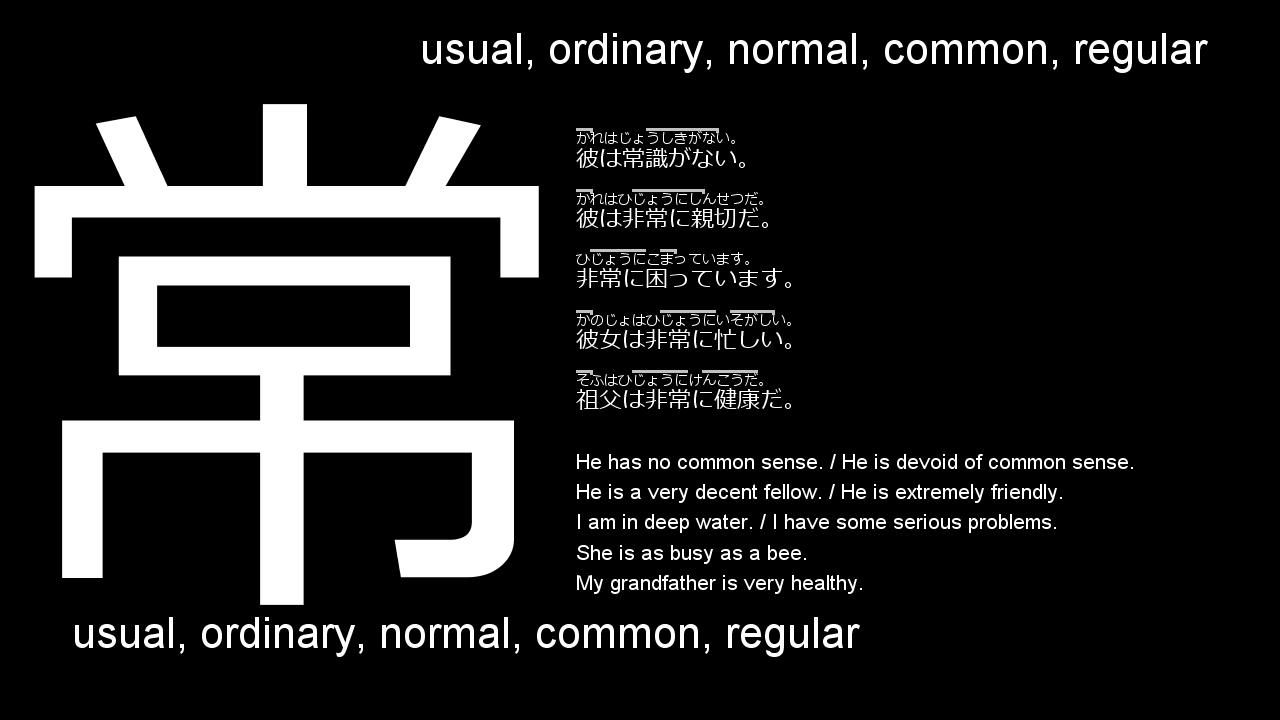 usual, ordinary, normal, common, regular
常
かれはじょうしきがない。
彼は常識がない。
かれはひじょうにしんせつだ。
彼は非常に親切だ。
ひじょうにこまっています。
非常に困っています。
かのじょはひじょうにいそがしい。
彼女は非常に忙しい。
そふはひじょうにけんこうだ。
祖父は非常に健康だ。
He has no common sense. / He is devoid of common sense.
He is a very decent fellow. / He is extremely friendly.
I am in deep water. / I have some serious problems.
She is as busy as a bee.
My grandfather is very healthy.
usual, ordinary, normal, common, regular